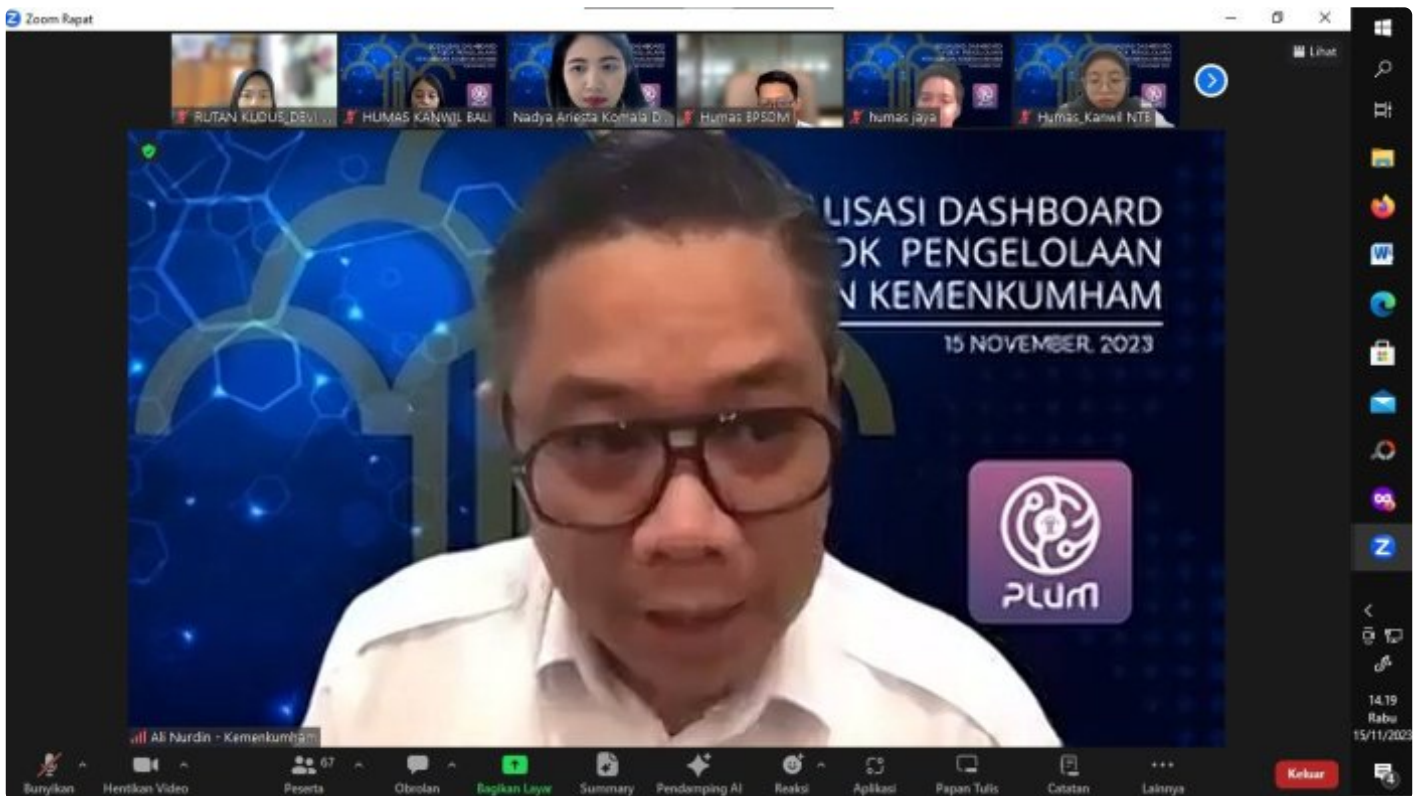 Zoom Rapat
Lihat
RUTAN KUDUS_DEVI ...
HUMAS KANWIL BALI
Nadya Ariesta Komala D...
Humas BPSDM
humas jaya
Humas_Kanwil NTB
LISASI DASHBOARD
OK PENGELOLAAN
N KEMENKUMHAM
15 NOVEMBER 2023
PLUM
Ali Nurdin - Kemenkumham
67
Bunyikan
Hentikan Video
Peserta
Obrolan
Bagikan Layar
Summary
Pendamping AI
Reaksi
Aplikasi
Papan Tulis
Catatan
Lainnya
Keluar
14.19
Rabu
15/11/2023